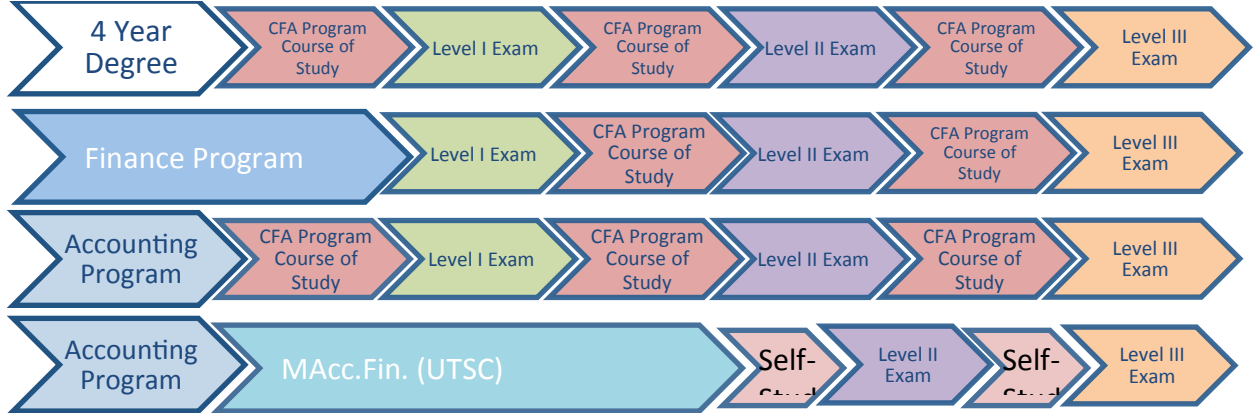 4 Year
Degree
CFA Program
Course of
Study
Level I Exam
CFA Program
Course of
Study
Level II Exam
CFA Program
Course of
Study
Level III
Exam
Finance Program
Level I Exam
CFA Program
Course of
Study
Level II Exam
CFA Program
Course of
Study
Level III
Exam
Accounting
Program
CFA Program
Course of
Study
Level I Exam
CFA Program
Course of
Study
Level II Exam
CFA Program
Course of
Study
Level III
Exam
Accounting
Program
MAcc.Fin. (UTSC)
Self-
Level II
Exam
Self-
Level III
Exam